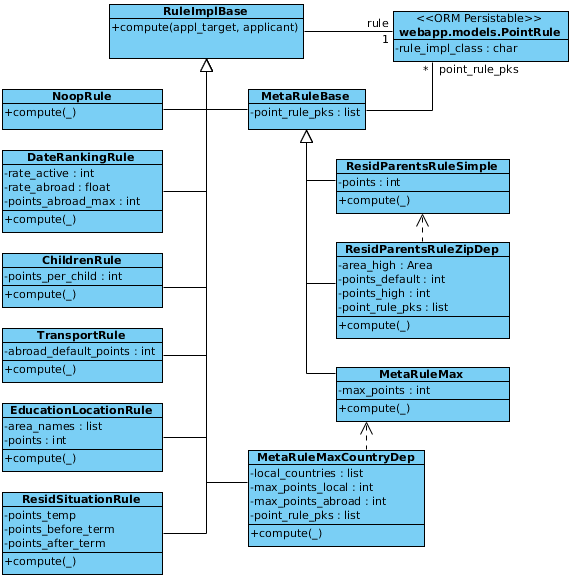 RuleImplBase
+compute(appl_target, applicant)
rule
1
<<ORM Persistable>>
webapp.models.PointRule
-rule_impl_class : char
* point_rule_pks
NoopRule
+compute(_)
MetaRuleBase
-point_rule_pks : list
DateRankingRule
-rate_active : int
-rate_abroad : float
-points_abroad_max : int
+compute(_)
ResidParentsRuleSimple
-points : int
+compute(_)
ChildrenRule
-points_per_child : int
+compute(_)
ResidParentsRuleZipDep
-area_high : Area
-points_default : int
-points_high : int
-point_rule_pks : list
+compute(_)
TransportRule
-abroad_default_points : int
+compute(_)
MetaRuleMax
-max_points : int
+compute(_)
EducationLocationRule
-area_names : list
-points : int
+compute(_)
MetaRuleMaxCountryDep
-local_countries : list
-max_points_local : int
-max_points_abroad : int
-point_rule_pks : list
+compute(_)
ResidSituationRule
-points_temp
-points_before_term
-points_after_term
+compute(_)